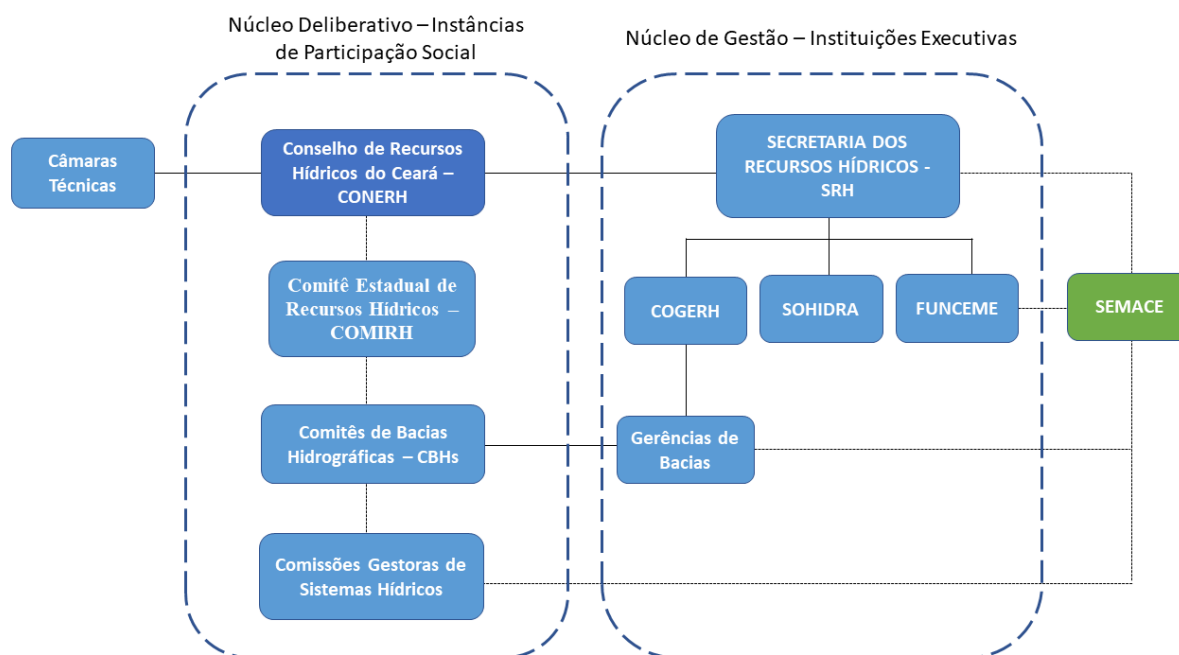 Núcleo Deliberativo – Instâncias
de Participação Social
Núcleo de Gestão – Instituições Executivas
Câmaras
Técnicas
Conselho de Recursos
Hídricos do Ceará –
CONERH
SECRETARIA DOS
RECURSOS HÍDRICOS -
SRH
Comitê Estadual de
Recursos Hídricos –
COMIRH
COGERH
SOHIDRA
FUNCEME
SEMACE
Comitês de Bacias
Hidrográficas – CBHs
Gerências de
Bacias
Comissões Gestoras de
Sistemas Hídricos